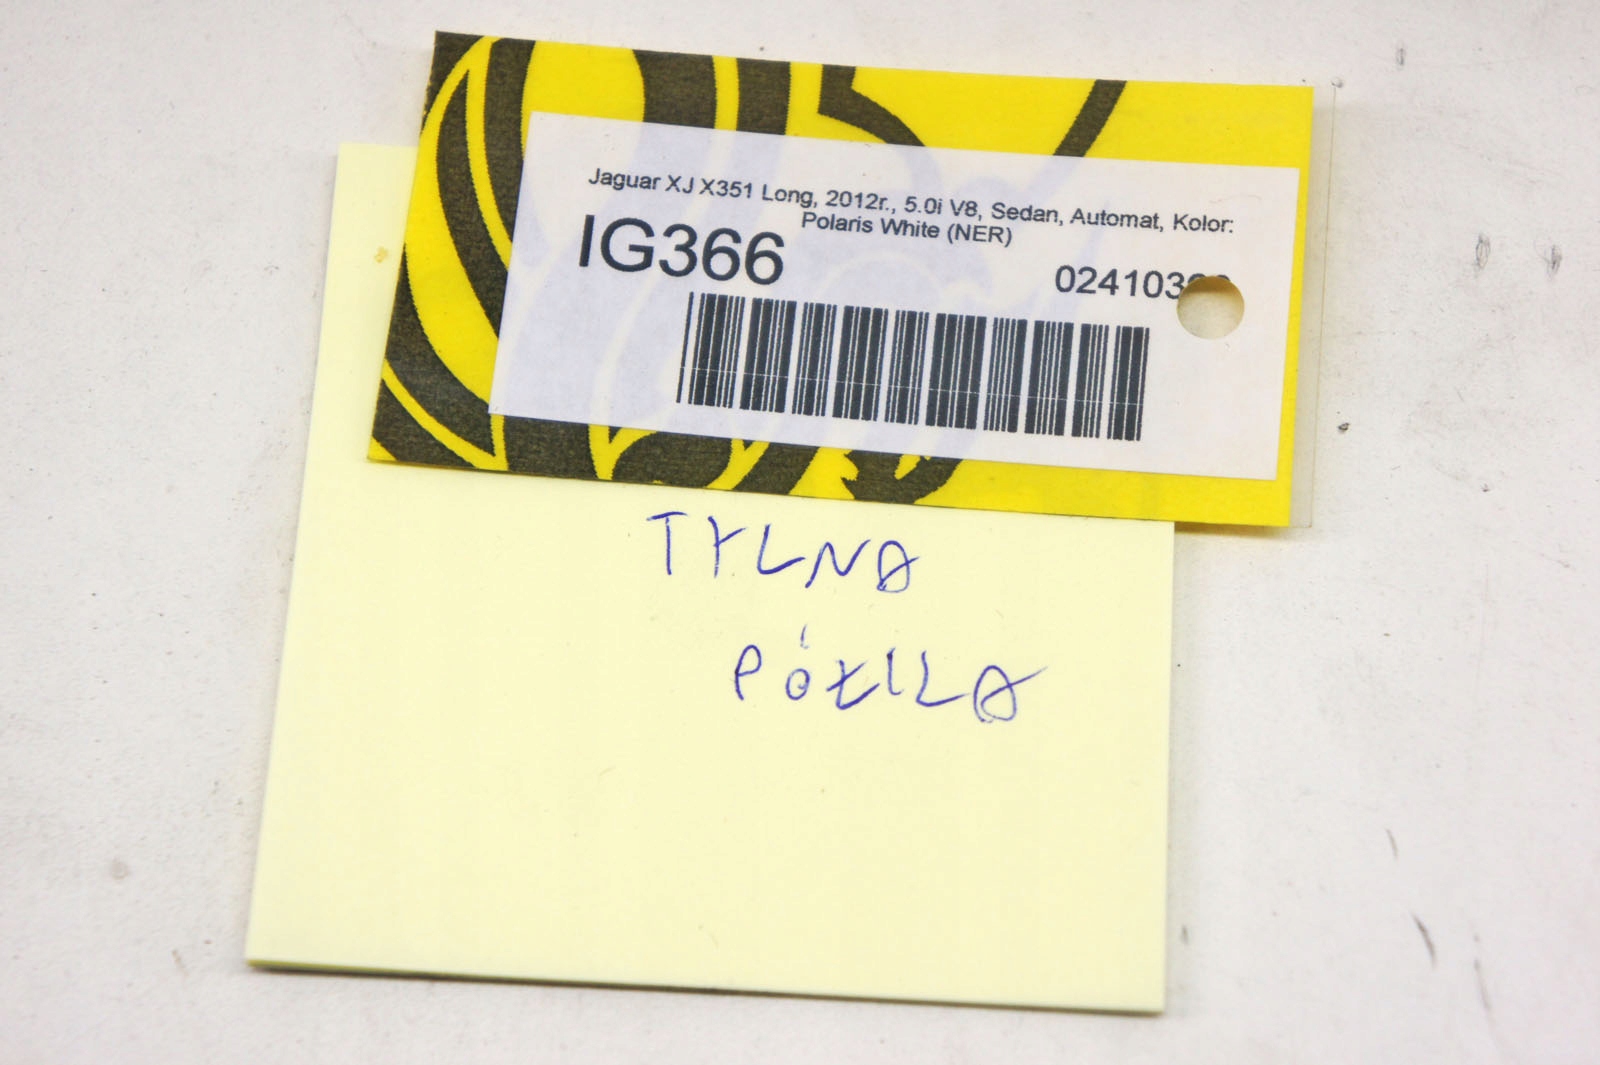 Jaguar XJ X351 Long, 2012r., 5.0i V8, Sedan, Automat, Kolor:
Polaris White (NER)
IG366
TYLNA
PÓŁKA